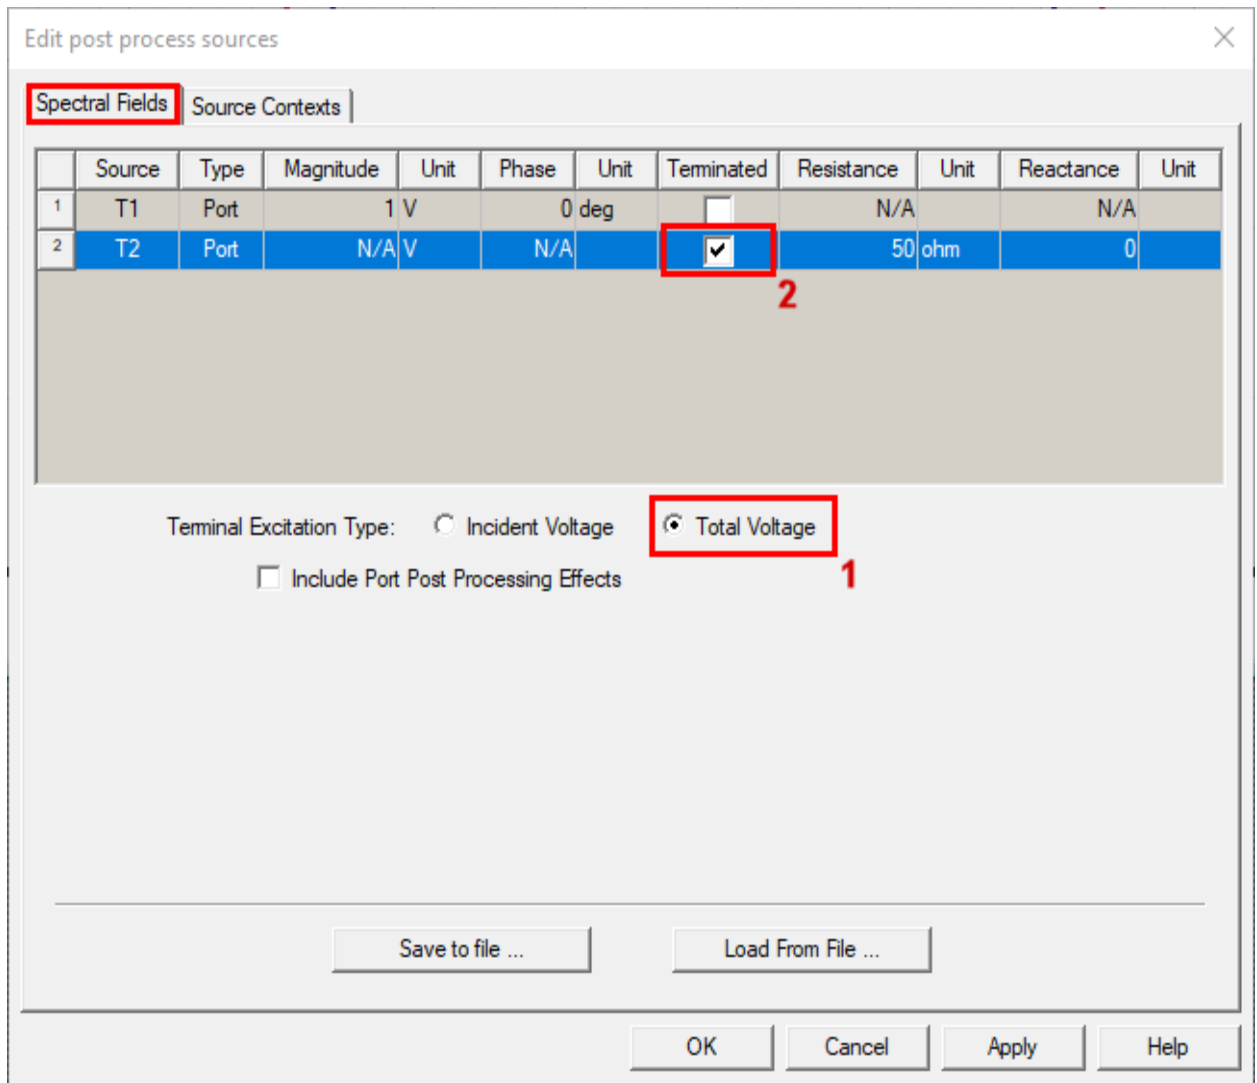 Edit post process sources
Spectral Fields Source Contexts
Source Type Magnitude Unit Phase Unit Terminated Resistance Unit Reactance Unit
1 T1 Port 1 V 0 deg N/A N/A
2 T2 Port N/A V N/A 50 ohm 0
2
Terminal Excitation Type: Incident Voltage Total Voltage
Include Port Post Processing Effects 1
Save to file ... Load From File ...
OK Cancel Apply Help